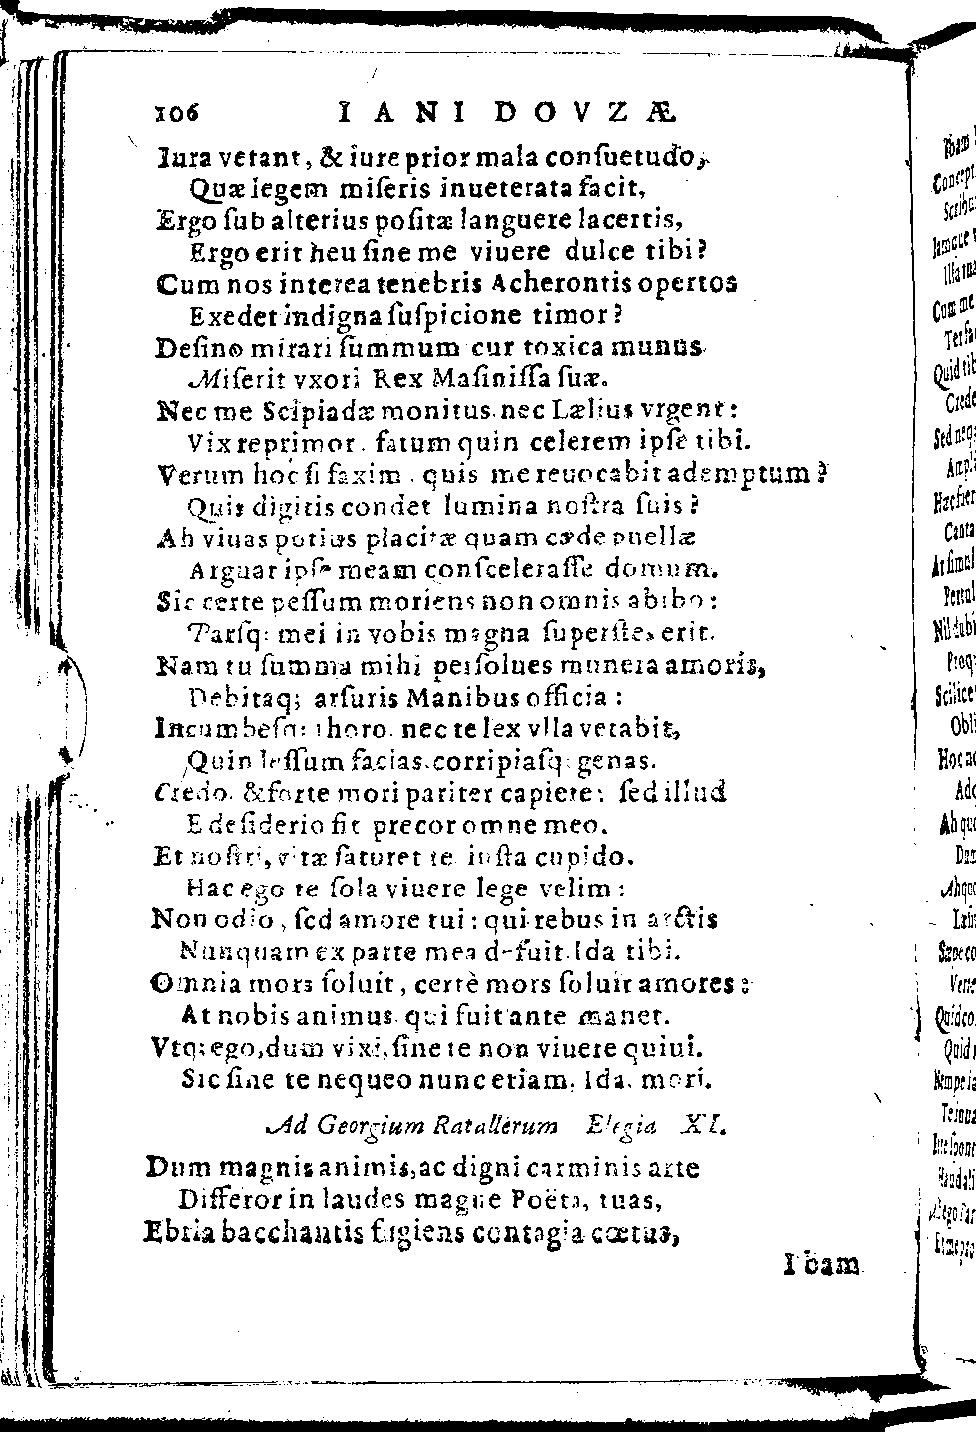 106 IANI DOVZÆ
Iura vetant, & iure prior mala conſuetudo,
Quæ legem miſeris inueterata facit,
Ergo ſub alterius poſitæ languere lacertis,
Ergo erit heu ſine me viuere dulce tibi?
Cum nos interea tenebris Acherontis opertos
Exedet indigna ſuſpicione timor?
Deſino mirari ſummum cur toxica munus
Miſerit vxori Rex Maſiniſſa ſuæ.
Nec me Scipiadæ monitus. nec Lælius vrgent:
Vix reprimor. fatum quin celerem ipſe tibi.
Verum hoc ſi faxim. quis me reuocabit ademptum?
Quis digitis condet lumina noſtra ſuis?
Ah viuas potius placitæ quam cæde puellæ
Arguar ipſe meam conſceleraſſe domum.
Sic certe peſſum moriens non omnis abibo:
Parſq; mei in vobis magna ſuperſtes erit.
Nam tu ſumma mihi perſolues munera amoris,
Debitaq; arſuris Manibus officia:
Incumbeſq; thoro. nec te lex vlla vetabit,
Quin leſſum facias. corripiaſq; genas.
Credo. & forte mori pariter capiere: ſed illud
E deſiderio fit precor omne meo.
Et noſtri, vitæ ſaturet te iuſta cupido.
Hac ego te ſola viuere lege velim:
Non odio, ſed amore tui: qui rebus in arctis
Nunquam ex parte mea defuit. Ida tibi.
Omnia mors ſoluit, certè mors ſoluit amores:
At nobis animus qui fuit ante manet.
Vtq; ego, dum vixi, ſine te non viuere quiui.
Sic ſine te nequeo nunc etiam, Ida, mori.
Ad Georgium Ratallerum Elegia XI.
Dum magnis animis, ac digni carminis arte
Differor in laudes magne Poëta, tuas,
Ebria bacchantis fugiens contagia cœtus,
Ibam